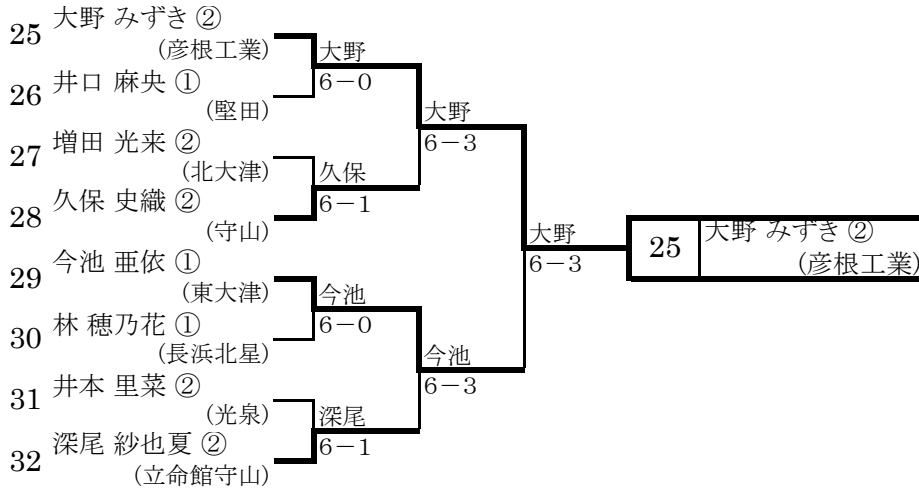 25 大野 みずき ②
(彦根工業)
大野
6-0
26 井口 麻央 ①
(堅田)
大野
6-3
27 増田 光来 ②
(北大津)
久保
6-1
28 久保 史織 ②
(守山)
大野
6-3
25 大野 みずき ②
(彦根工業)
29 今池 亜依 ①
(東大津)
今池
6-0
30 林 穂乃花 ①
(長浜北星)
今池
6-3
31 井本 里菜 ②
(光泉)
深尾
6-1
32 深尾 紗也夏 ②
(立命館守山)